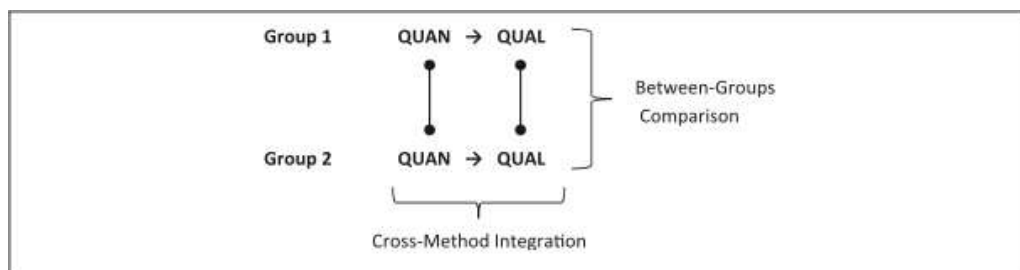 Group 1 QUAN → QUAL
Between-Groups
Comparison
Group 2 QUAN → QUAL
Cross-Method Integration